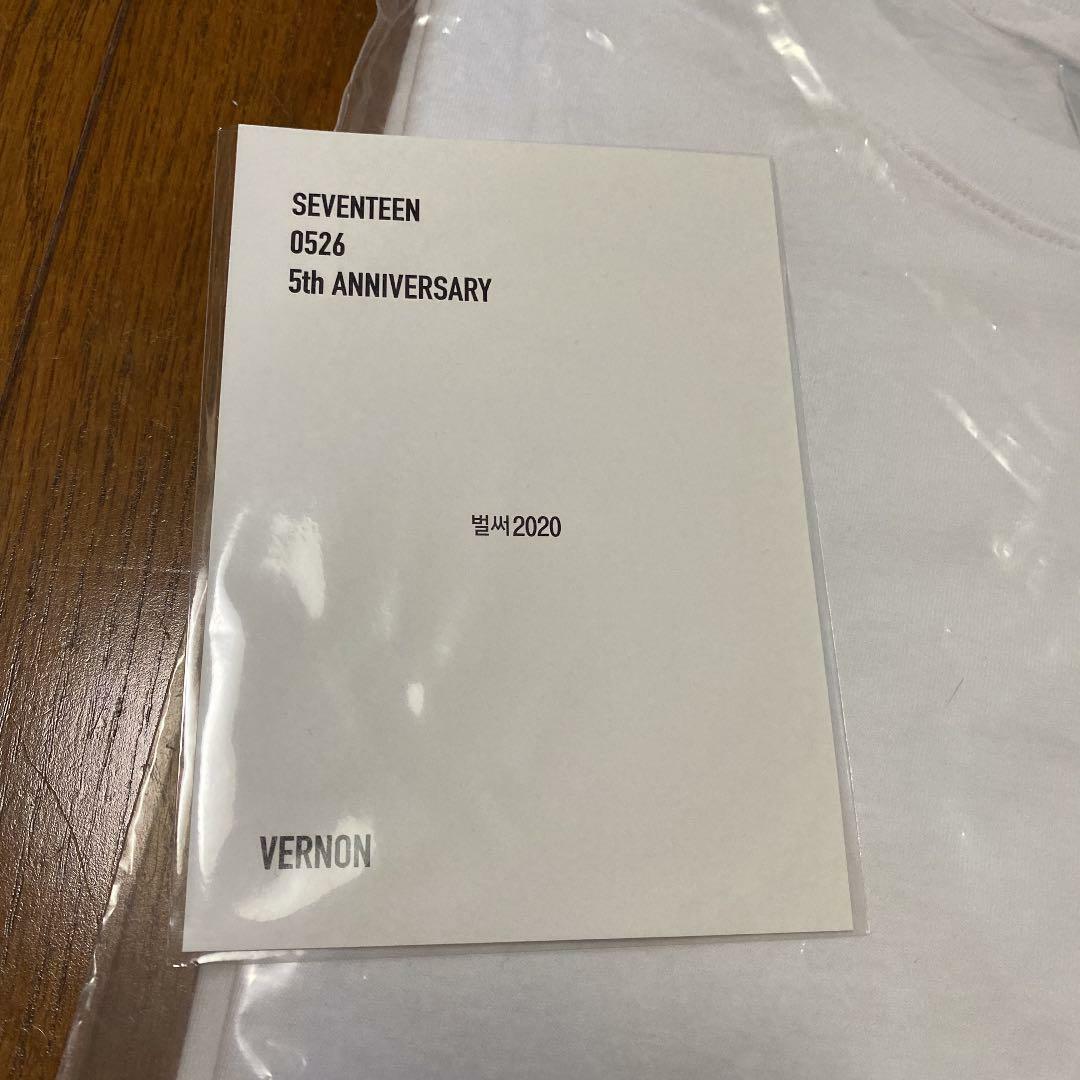 SEVENTEEN
0526
5th ANNIVERSARY
벌써2020
VERNON